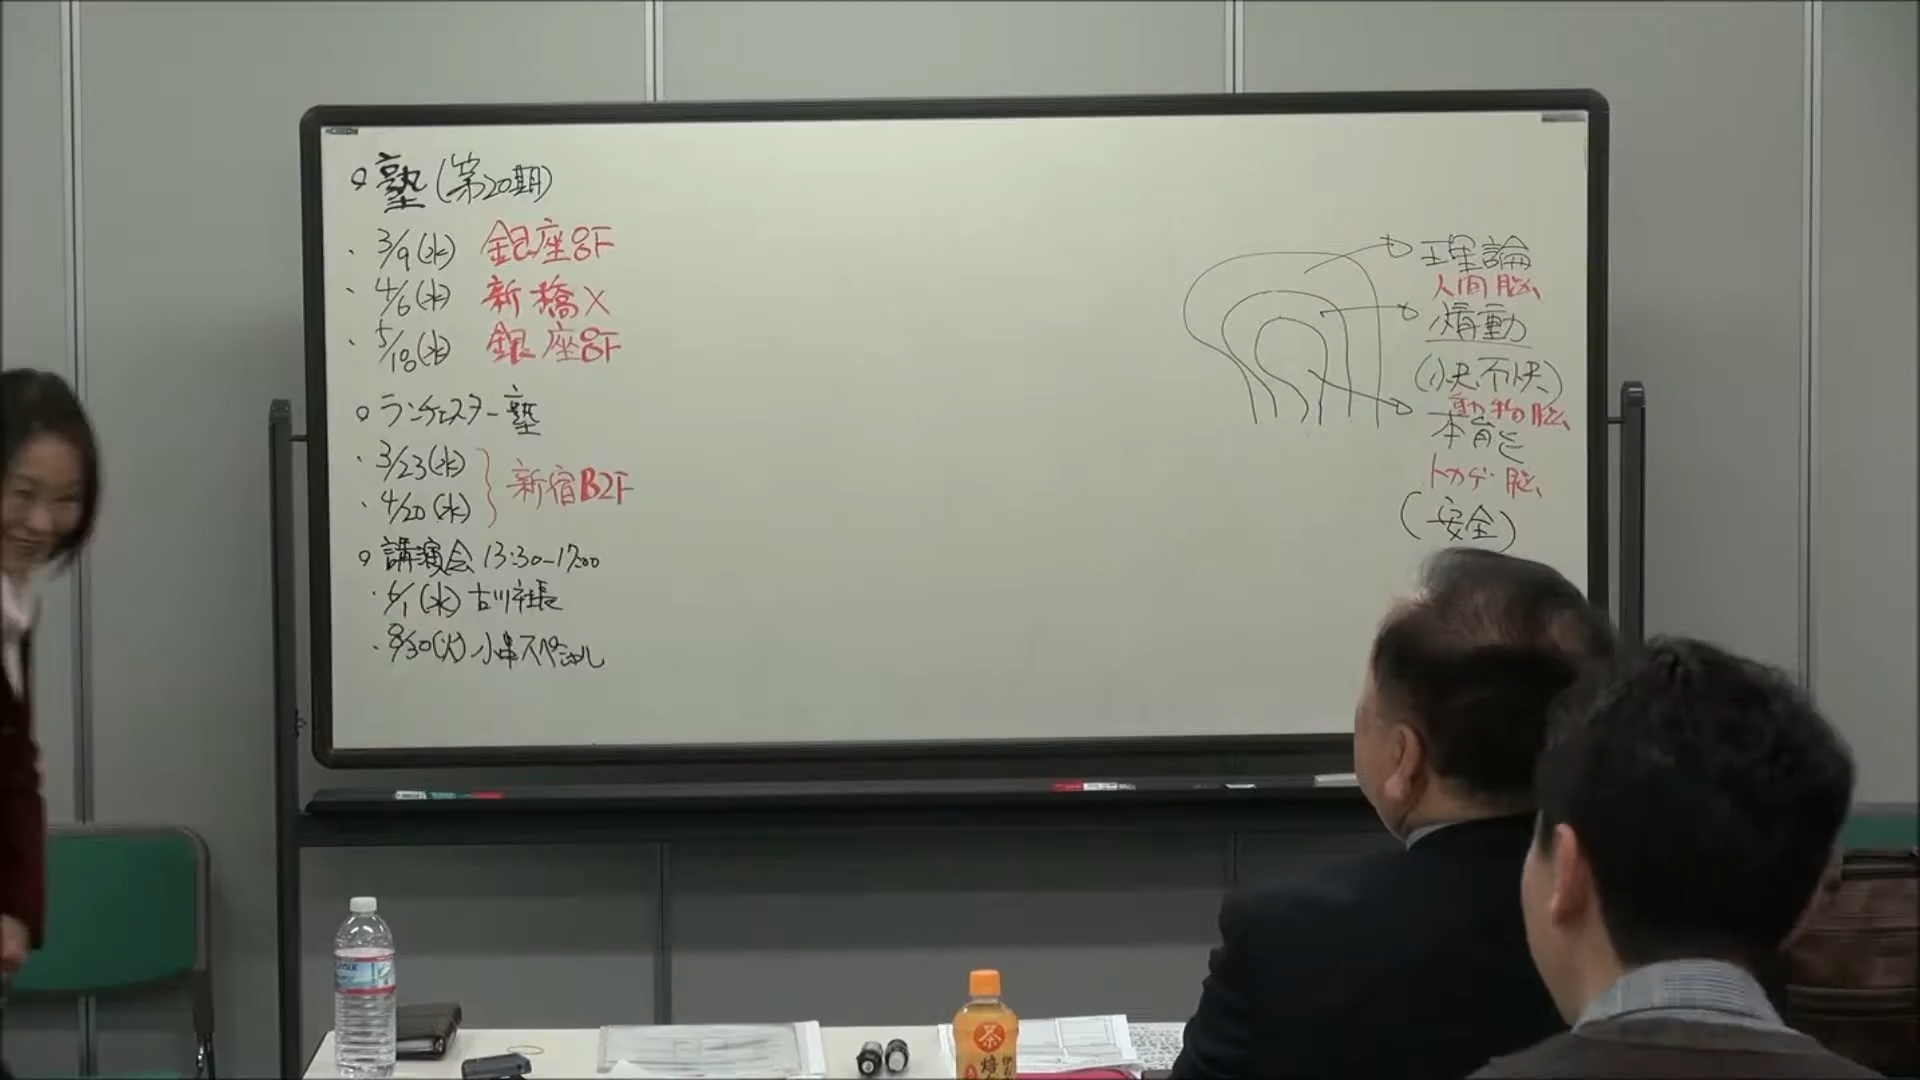 塾(第20期)
・3/9(水) 銀座8F
・4/6(水) 新橋X
・5/18(水) 銀座8F
ランチェスター塾
・3/23(水)
・4/20(水)
新宿B2F
講演会 13:30-17:00
・6/1(水) 古川社長
・8/30(火) 小串スペシャル
理論
人間脳
情動
(快、不快)
動物脳
本能
トカゲ脳
(安全)
茶